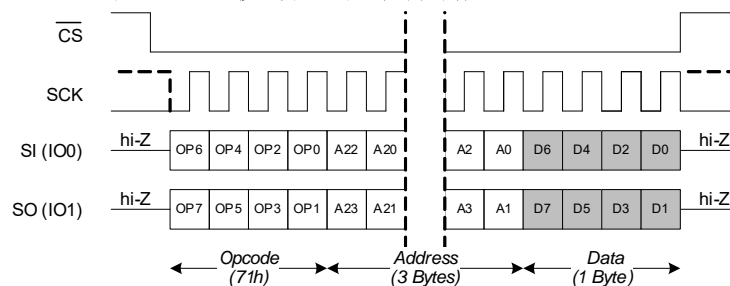 CS
SCK
hi-Z hi-Z
SI (IO0) OP6 OP4 OP2 OP0 A22 A20 A2 A0 D6 D4 D2 D0
hi-Z hi-Z
SO (IO1) OP7 OP5 OP3 OP1 A23 A21 A3 A1 D7 D5 D3 D1
Opcode Address Data
(71h) (3 Bytes) (1 Byte)